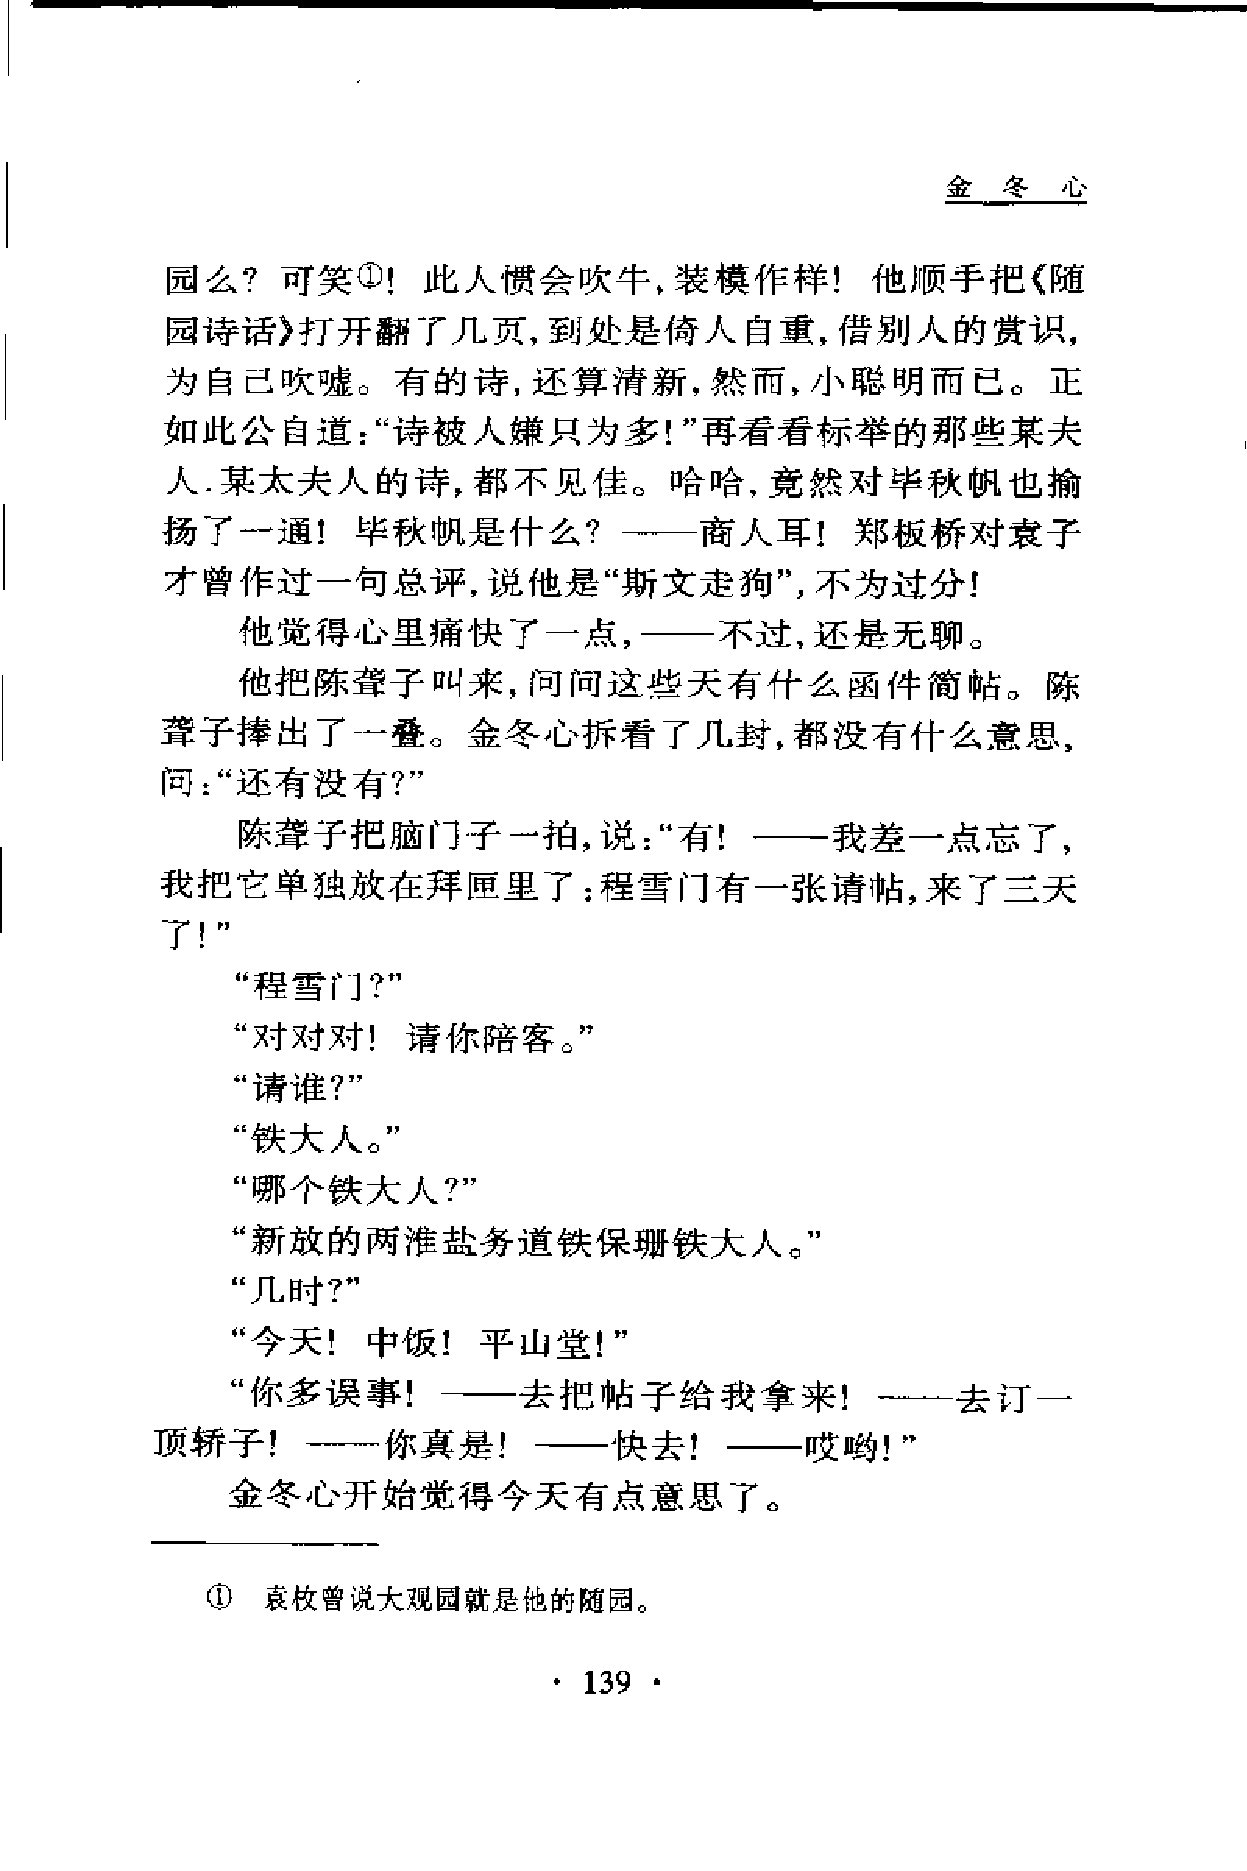 金 冬 心
园么？可笑①！此人惯会吹牛，装模作样！他顺手把《随
园诗话》打开翻了几页，到处是倚人自重，借别人的赏识，
为自己吹嘘。有的诗，还算清新，然而，小聪明而已。正
如此公自道：“诗被人嫌只为多！”再看看标举的那些某夫
人.某太夫人的诗，都不见佳。哈哈，竟然对毕秋帆也揄
扬了一通！毕秋帆是什么？——商人耳！郑板桥对袁子
才曾作过一句总评，说他是“斯文走狗”，不为过分！
他觉得心里痛快了一点，——不过，还是无聊。
他把陈聋子叫来，问问这些天有什么函件简帖。陈
聋子捧出了一叠。金冬心拆看了几封，都没有什么意思，
问：“还有没有？”
陈聋子把脑门子一拍，说：“有！——我差一点忘了，
我把它单独放在拜匣里了；程雪门有一张请帖，来了三天
了！”
“程雪门？”
“对对对！请你陪客。”
“请谁？”
“铁大人。”
“哪个铁大人？”
“新放的两淮盐务道铁保珊铁大人。”
“几时？”
“今天！中饭！平山堂！”
“你多误事！——去把帖子给我拿来！——去订一
顶轿子！——你真是！——快去！——哎哟！”
金冬心开始觉得今天有点意思了。
① 袁枚曾说大观园就是他的随园。
· 139 ·